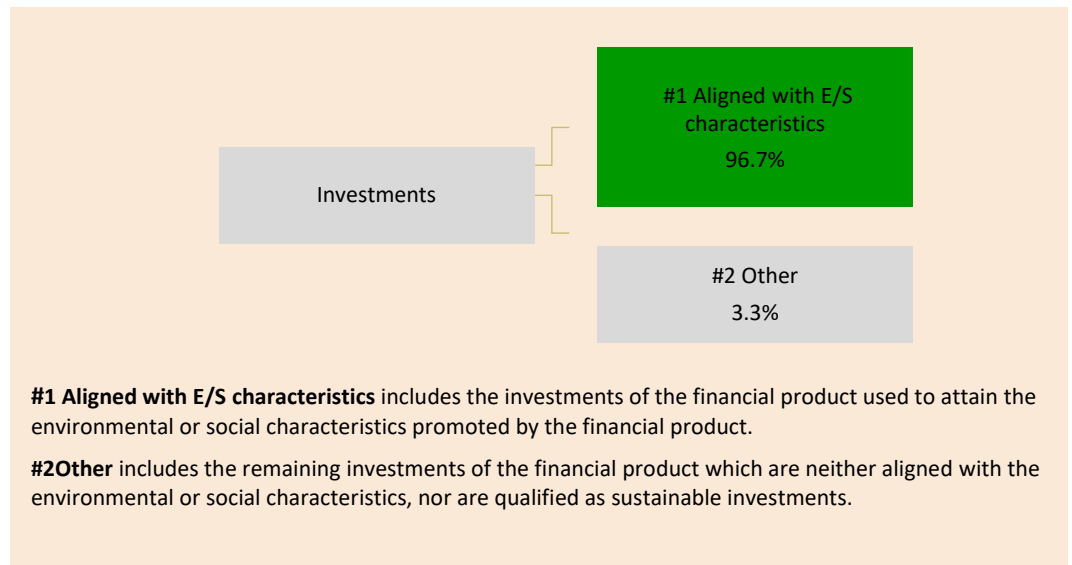 #1 Aligned with E/S
characteristics
96.7%
Investments
#2 Other
3.3%
#1 Aligned with E/S characteristics includes the investments of the financial product used to attain the
environmental or social characteristics promoted by the financial product.
#2Other includes the remaining investments of the financial product which are neither aligned with the
environmental or social characteristics, nor are qualified as sustainable investments.